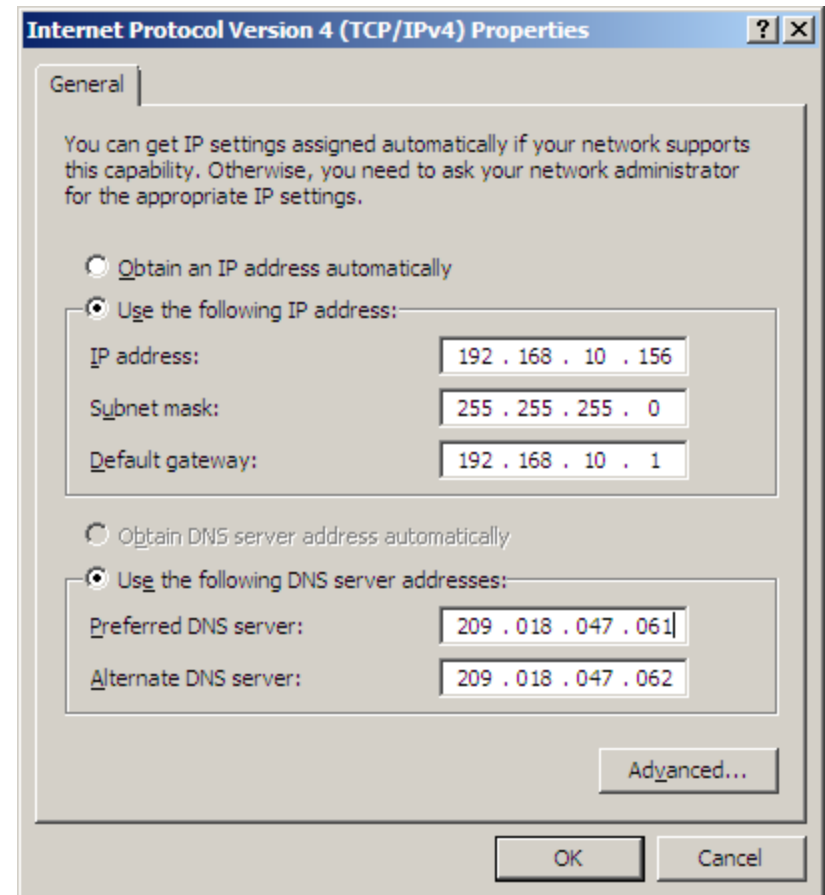 Internet Protocol Version 4 (TCP/IPv4) Properties ? X
General
You can get IP settings assigned automatically if your network supports
this capability. Otherwise, you need to ask your network administrator
for the appropriate IP settings.
Obtain an IP address automatically
Use the following IP address:
IP address: 192 . 168 . 10 . 156
Subnet mask: 255 . 255 . 255 . 0
Default gateway: 192 . 168 . 10 . 1
Obtain DNS server address automatically
Use the following DNS server addresses:
Preferred DNS server: 209 . 018 . 047 . 061
Alternate DNS server: 209 . 018 . 047 . 062
Advanced...
OK Cancel